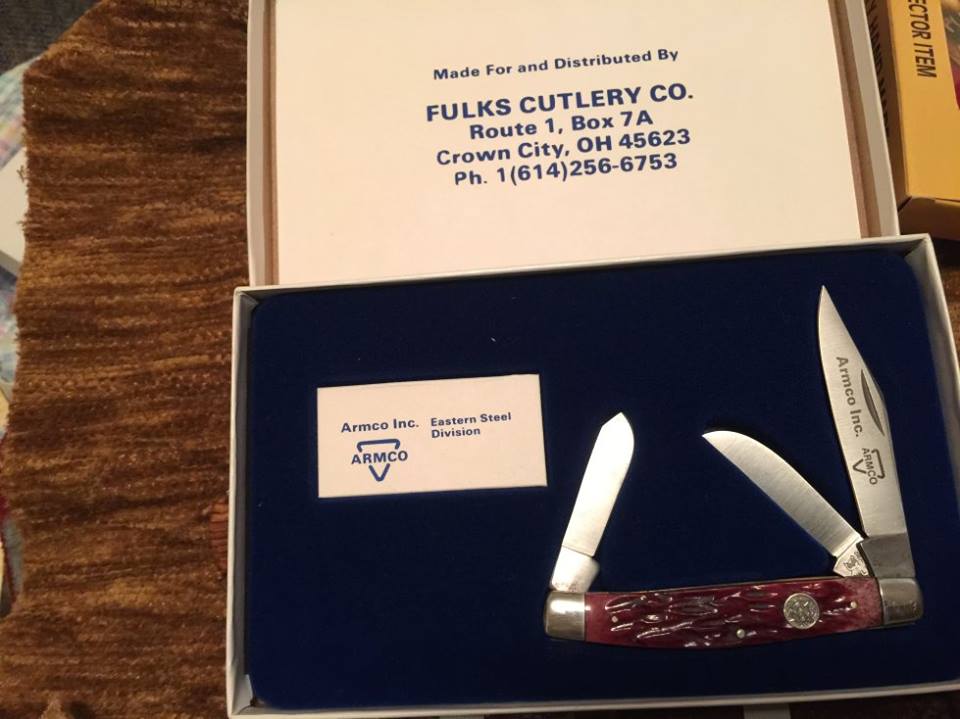 Made For and Distributed By
FULKS CUTLERY CO.
Route 1, Box 7A
Crown City, OH 45623
Ph. 1(614)256-6753
ECTOR ITEM
Armco Inc. Eastern Steel
Division
ARMCO
Armco Inc.
ARMCO